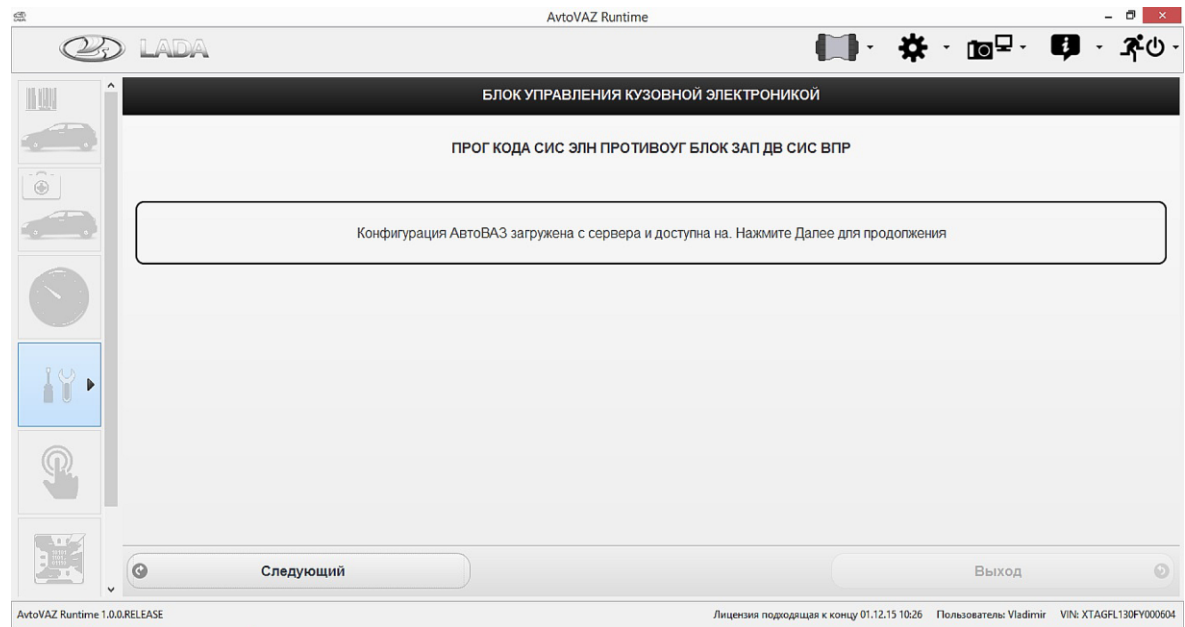 AvtoVAZ Runtime
LADA
БЛОК УПРАВЛЕНИЯ КУЗОВНОЙ ЭЛЕКТРОНИКОЙ
ПРОГ КОДА СИС ЭЛН ПРОТИВОУГ БЛОК ЗАП ДВ СИС ВПР
Конфигурация АвтоВАЗ загружена с сервера и доступна на. Нажмите Далее для продолжения
Следующий
Выход
AvtoVAZ Runtime 1.0.0.RELEASE
Лицензия подходящая к концу 01.12.15 10:26 Пользователь: Vladimir VIN: XTAGFL130FY000604